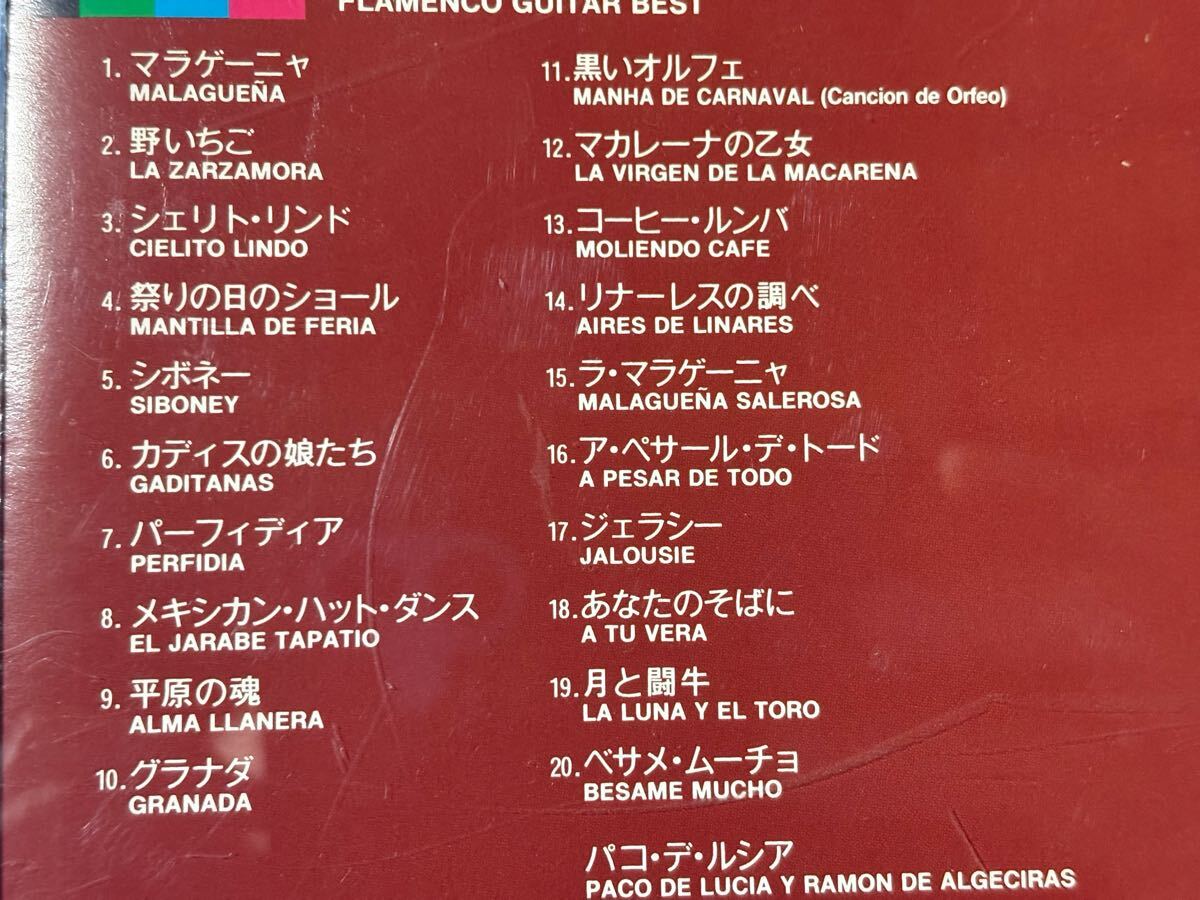 FLAMENCO GUITAR BEST
1. マラゲーニャ
MALAGUEÑA
2. 野いちご
LA ZARZAMORA
3. シェリト・リンド
CIELITO LINDO
4. 祭りの日のショール
MANTILLA DE FERIA
5. シボネー
SIBONEY
6. カディスの娘たち
GADITANAS
7. パーフィディア
PERFIDIA
8. メキシカン・ハット・ダンス
EL JARABE TAPATIO
9. 平原の魂
ALMA LLANERA
10. グラナダ
GRANADA
11. 黒いオルフェ
MANHA DE CARNAVAL (Cancion de Orfeo)
12. マカレーナの乙女
LA VIRGEN DE LA MACARENA
13. コーヒー・ルンバ
MOLIENDO CAFE
14. リナーレスの調べ
AIRES DE LINARES
15. ラ・マラゲーニャ
MALAGUEÑA SALEROSA
16. ア・ペサール・デ・トード
A PESAR DE TODO
17. ジェラシー
JALOUSIE
18. あなたのそばに
A TU VERA
19. 月と闘牛
LA LUNA Y EL TORO
20. ベサメ・ムーチョ
BESAME MUCHO
パコ・デ・ルシア
PACO DE LUCIA Y RAMON DE ALGECIRAS